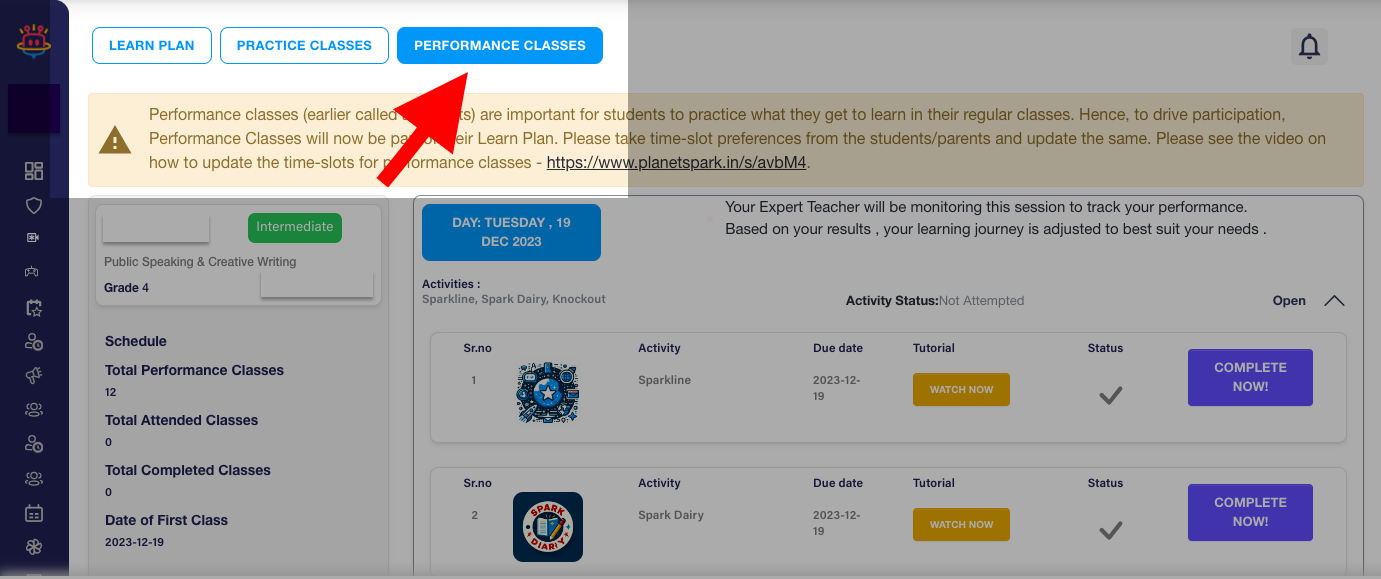 LEARN PLAN
PRACTICE CLASSES
PERFORMANCE CLASSES
Performance classes (earlier called ts) are important for students to practice what they get to learn in their regular classes. Hence, to drive participation,
Performance Classes will now be pa their Learn Plan. Please take time-slot preferences from the students/parents and update the same. Please see the video on
how to update the time-slots for performance classes - https://www.planetspark.in/s/avbM4.
Intermediate
Public Speaking & Creative Writing
Grade 4
Schedule
Total Performance Classes
12
Total Attended Classes
0
Total Completed Classes
0
Date of First Class
2023-12-19
DAY: TUESDAY , 19
DEC 2023
Your Expert Teacher will be monitoring this session to track your performance.
Based on your results , your learning journey is adjusted to best suit your needs .
Activities :
Sparkline, Spark Dairy, Knockout
Activity Status:Not Attempted
Open
Sr.no Activity Due date Tutorial Status
1 Sparkline 2023-12-
19
WATCH NOW
COMPLETE
NOW!
Sr.no Activity Due date Tutorial Status
2 Spark Dairy 2023-12-
19
SPARK
DIARY
WATCH NOW
COMPLETE
NOW!